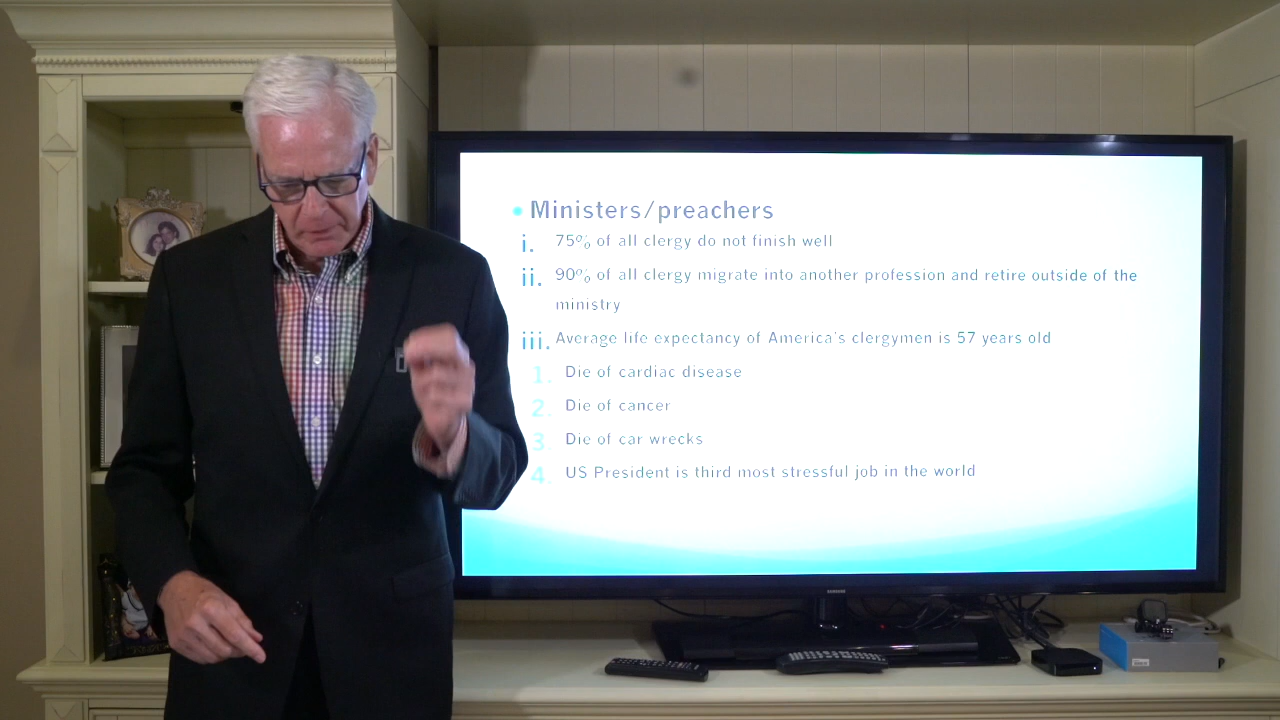 • Ministers/preachers
i. 75% of all clergy do not finish well
ii. 90% of all clergy migrate into another profession and retire outside of the
ministry
iii. Average life expectancy of America's clergymen is 57 years old
1. Die of cardiac disease
2. Die of cancer
3. Die of car wrecks
4. US President is third most stressful job in the world
SAMSUNG